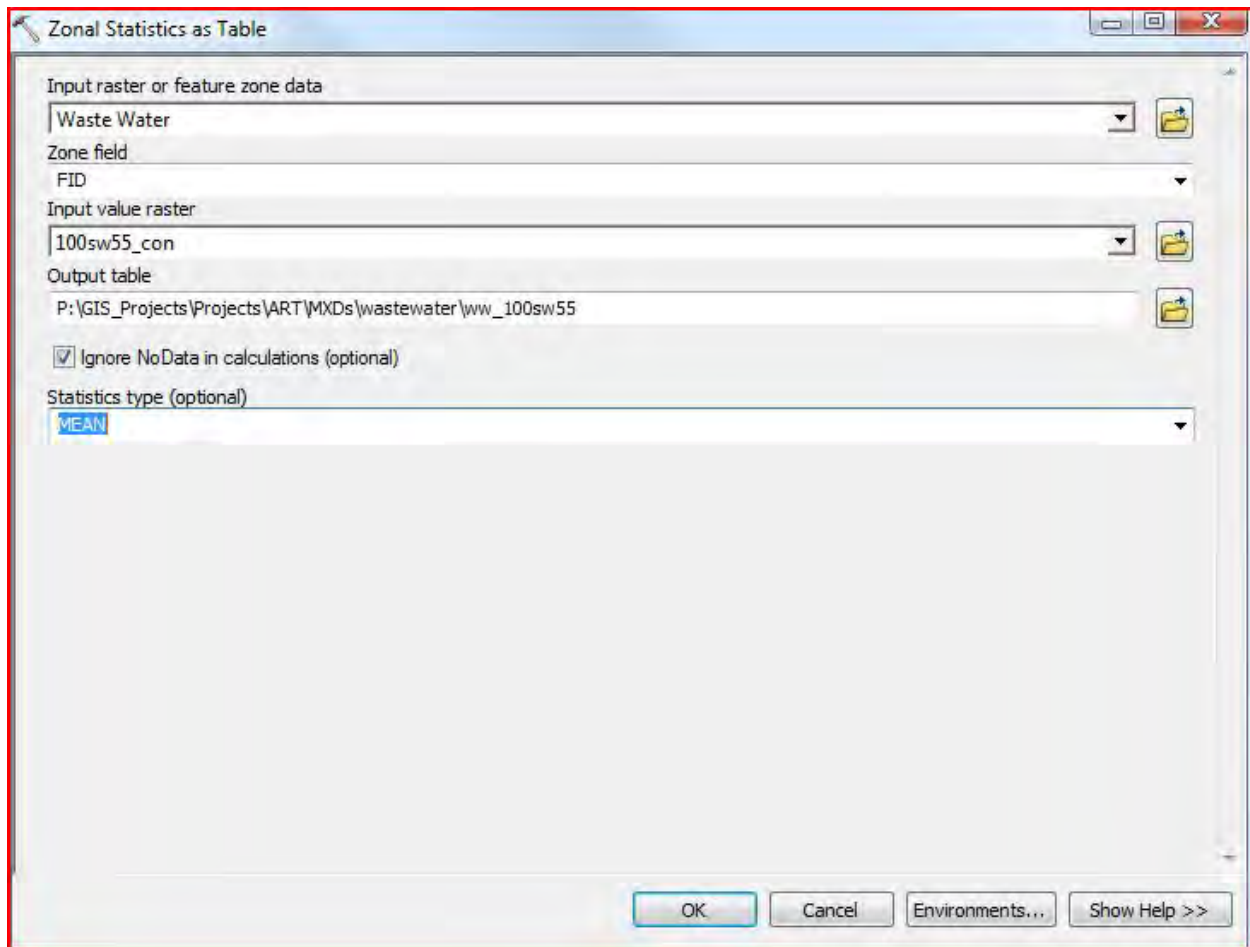 Zonal Statistics as Table
Input raster or feature zone data
Waste Water
Zone field
FID
Input value raster
100sw55_con
Output table
P:\GIS_Projects\Projects\ART\MXDs\wastewater\ww_100sw55
Ignore NoData in calculations (optional)
Statistics type (optional)
MEAN
OK Cancel Environments... Show Help >>